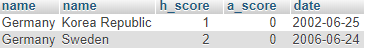 name name h_score a_score date
Germany Korea Republic 1 0 2002-06-25
Germany Sweden 2 0 2006-06-24